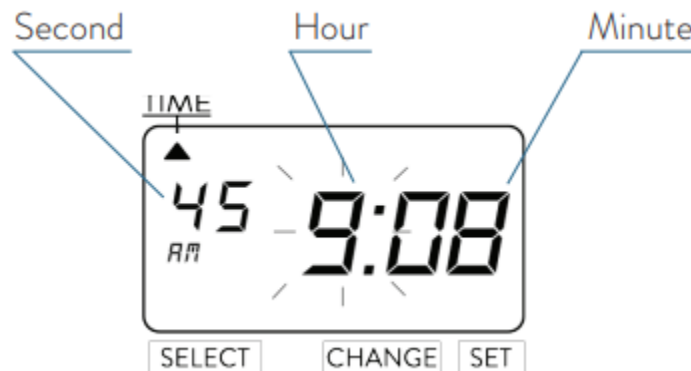 Second Hour Minute
TIME
45 9:08
AM
SELECT CHANGE SET